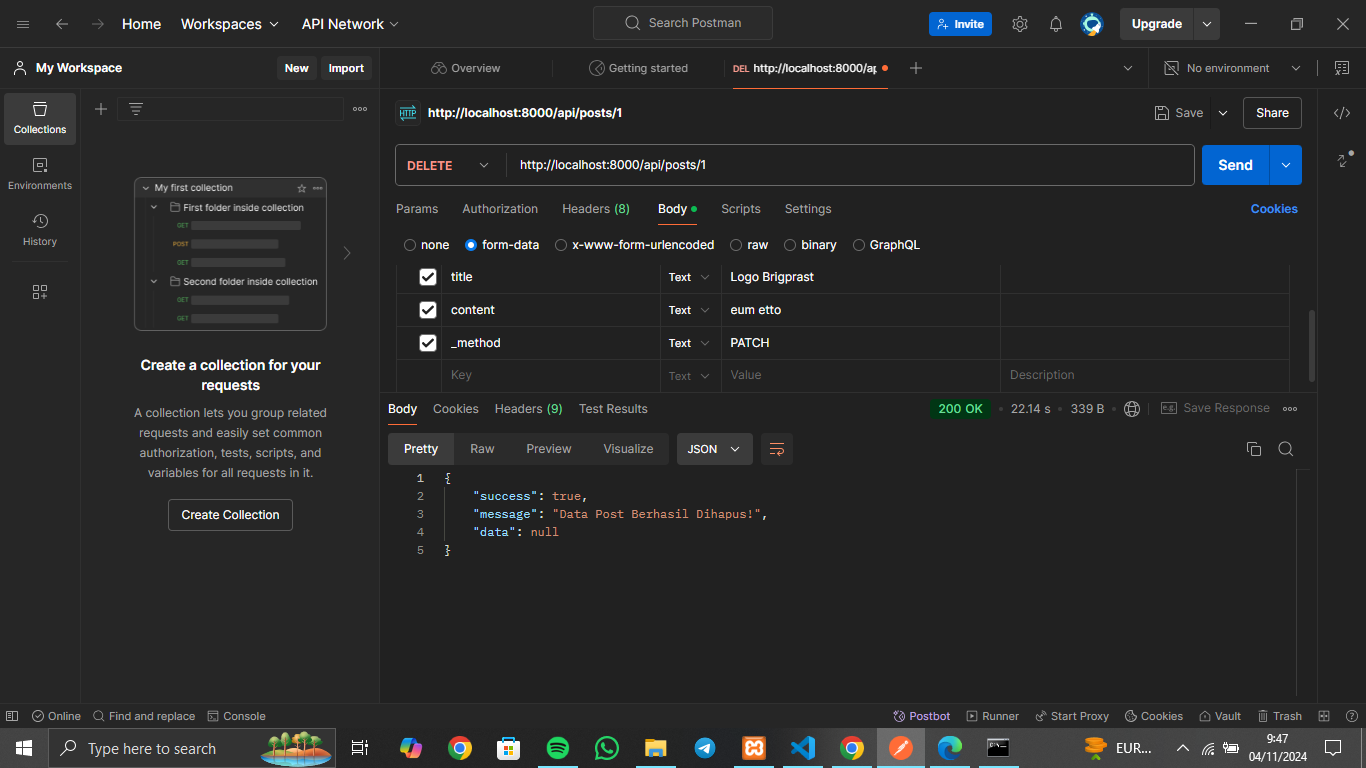 Home Workspaces API Network Search Postman Invite Upgrade
My Workspace New Import Overview Getting started DEL http://localhost:8000/ap No environment
Collections
Environments
History
My first collection
First folder inside collection
GET
POST
GET
Second folder inside collection
GET
GET
Create a collection for your
requests
A collection lets you group related
requests and easily set common
authorization, tests, scripts, and
variables for all requests in it.
Create Collection
HTTP http://localhost:8000/api/posts/1 Save Share
DELETE http://localhost:8000/api/posts/1 Send
Params Authorization Headers (8) Body Scripts Settings Cookies
none form-data x-www-form-urlencoded raw binary GraphQL
title Text Logo Brigprast
content Text eum etto
_method Text PATCH
Key Text Value Description
Body Cookies Headers (9) Test Results 200 OK 22.14 s 339 B e.g. Save Response
Pretty Raw Preview Visualize JSON
1 {
2 "success": true,
3 "message": "Data Post Berhasil Dihapus!",
4 "data": null
5 }
Online Find and replace Console Postbot Runner Start Proxy Cookies Vault Trash
Type here to search EUR... 9:47
04/11/2024